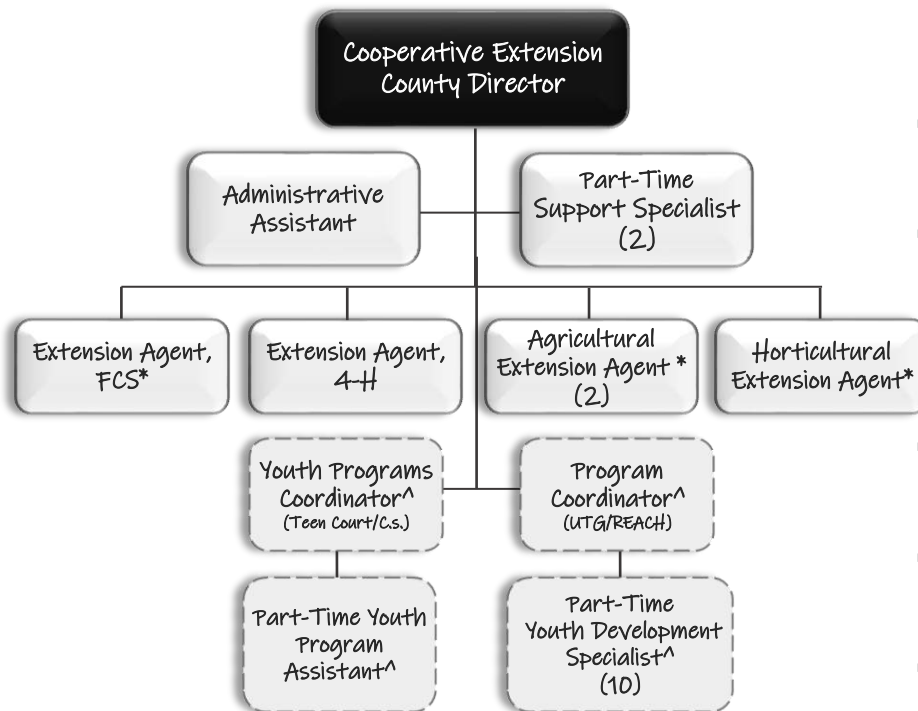 Cooperative Extension
County Director
Administrative
Assistant
Part-Time
Support Specialist
(2)
Extension Agent,
FCS*
Extension Agent,
4-H
Agricultural
Extension Agent *
(2)
Horticultural
Extension Agent*
Youth Programs
Coordinator^
(Teen Court/C.s.)
Program
Coordinator^
(UTG/REACH)
Part-Time Youth
Program
Assistant^
Part-Time
Youth Development
Specialist^
(10)